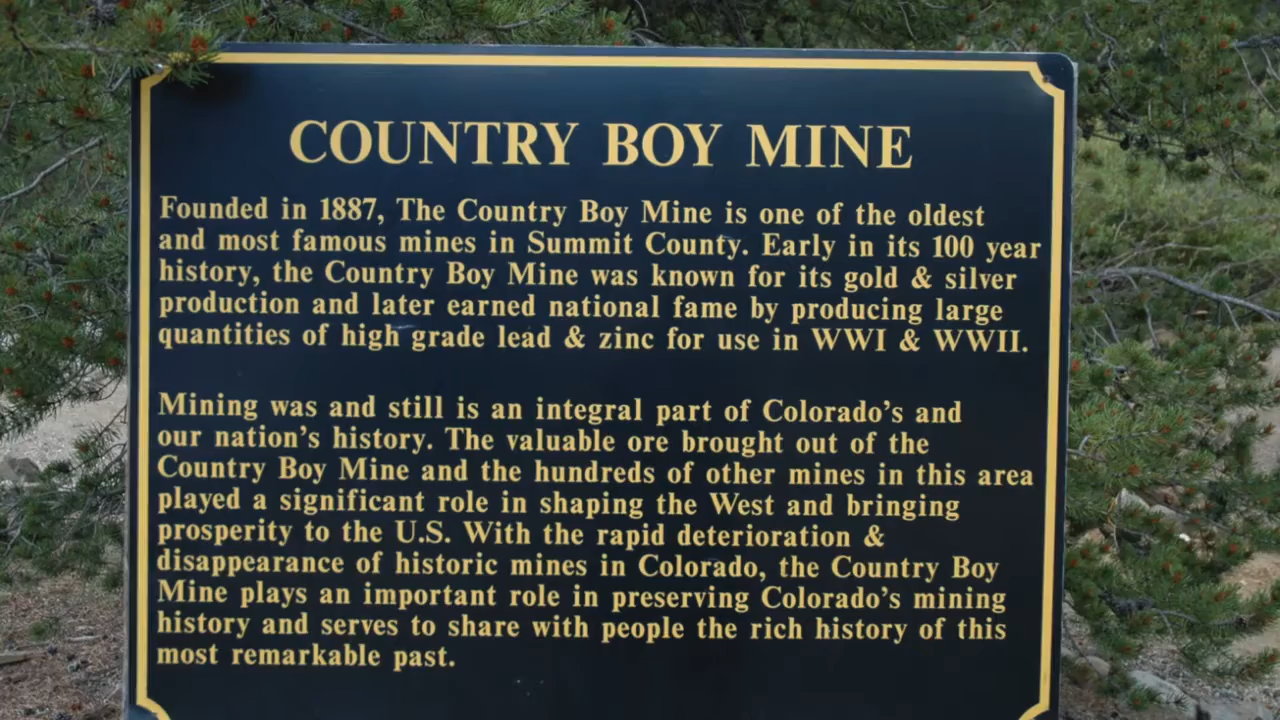 COUNTRY BOY MINE
Founded in 1887, The Country Boy Mine is one of the oldest
and most famous mines in Summit County. Early in its 100 year
history, the Country Boy Mine was known for its gold & silver
production and later earned national fame by producing large
quantities of high grade lead & zinc for use in WWI & WWII.
Mining was and still is an integral part of Colorado's and
our nation's history. The valuable ore brought out of the
Country Boy Mine and the hundreds of other mines in this area
played a significant role in shaping the West and bringing
prosperity to the U.S. With the rapid deterioration &
disappearance of historic mines in Colorado, the Country Boy
Mine plays an important role in preserving Colorado's mining
history and serves to share with people the rich history of this
most remarkable past.